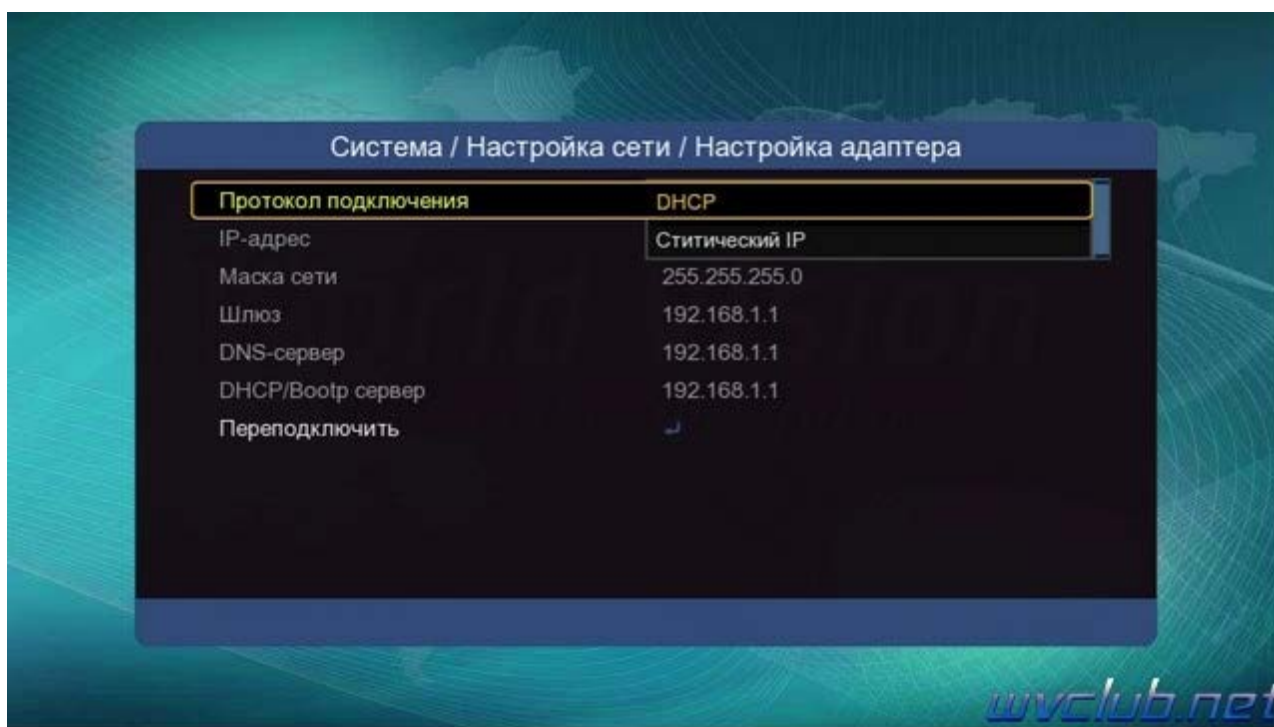 Система / Настройка сети / Настройка адаптера
Протокол подключения DHCP
IP-адрес Ститический IP
Маска сети 255.255.255.0
Шлюз 192.168.1.1
DNS-сервер 192.168.1.1
DHCP/Bootp сервер 192.168.1.1
Переподключить
wvclub.net